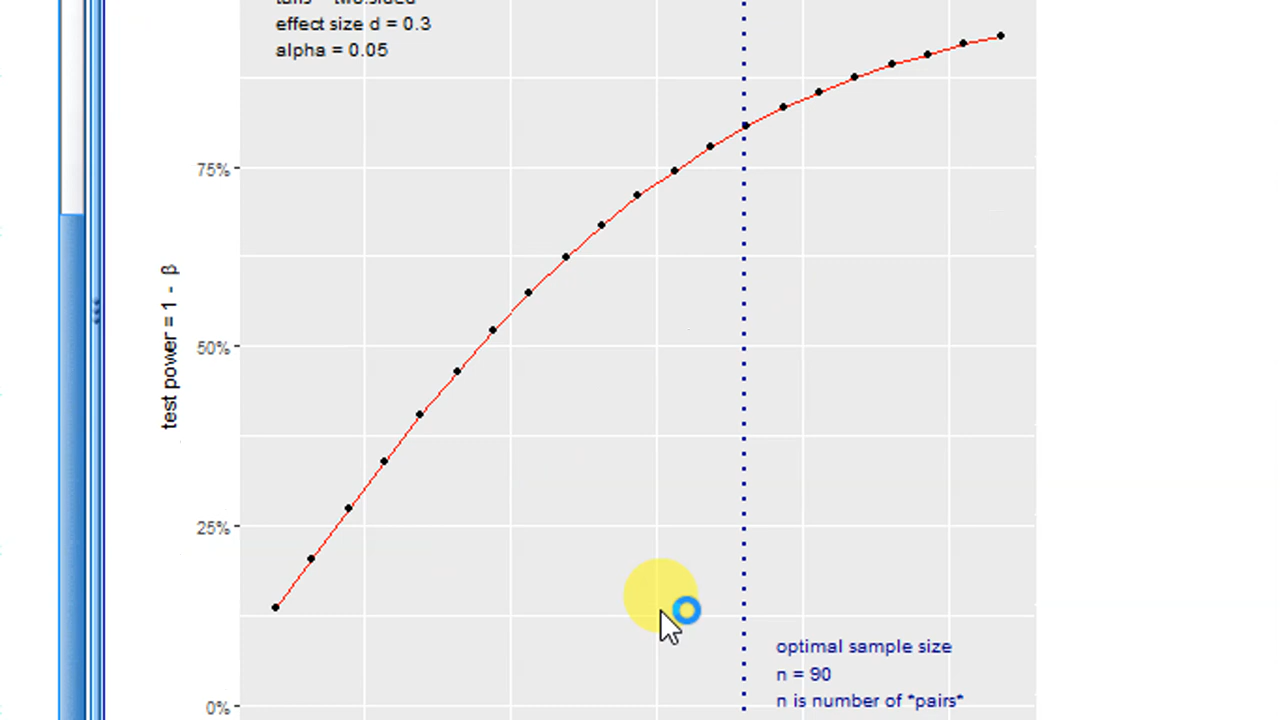 effect size d = 0.3
alpha = 0.05
75%
test power = 1 - β
50%
25%
optimal sample size
n = 90
n is number of *pairs*
0%